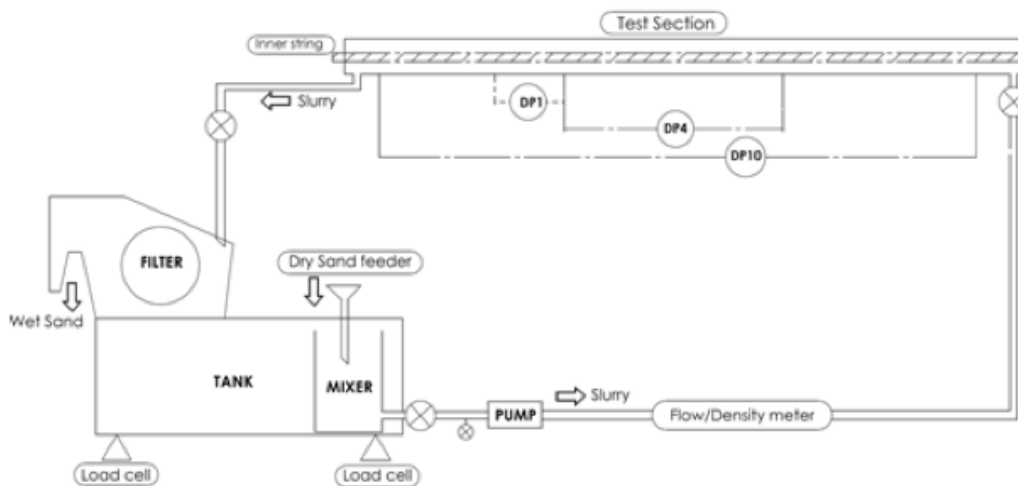 Test Section
Inner string
Slurry
DP1
DP4
DP10
FILTER
Dry Sand feeder
Wet Sand
TANK
MIXER
Slurry
PUMP
Flow/Density meter
Load cell
Load cell